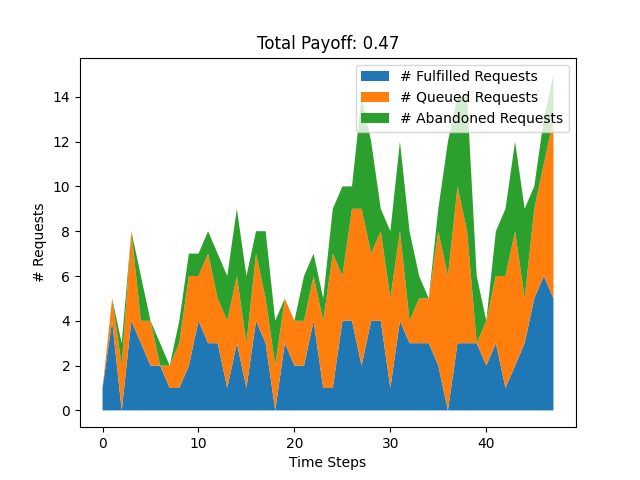 Total Payoff: 0.47
# Fulfilled Requests
# Queued Requests
# Abandoned Requests
# Requests
14
12
10
8
6
4
2
0
0 10 20 30 40
Time Steps